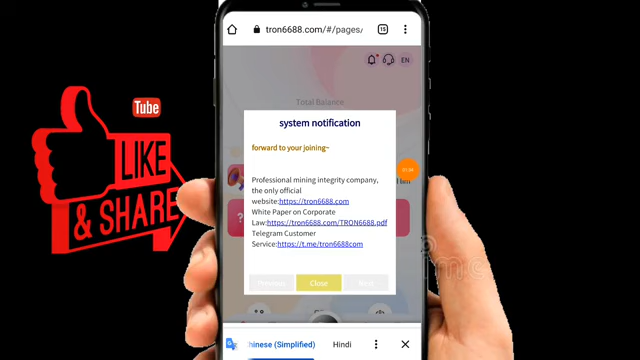 tron6688.com/#/pages/
15
EN
Total Balance
Tube
LIKE
& SHARE
system notification
forward to your joining~
Professional mining integrity company,
the only official
website:https://tron6688.com
White Paper on Corporate
Law:https://tron6688.com/TRON6688.pdf
Telegram Customer
Service:https://t.me/tron6688com
Previous
Close
Next
Chinese (Simplified)
Hindi